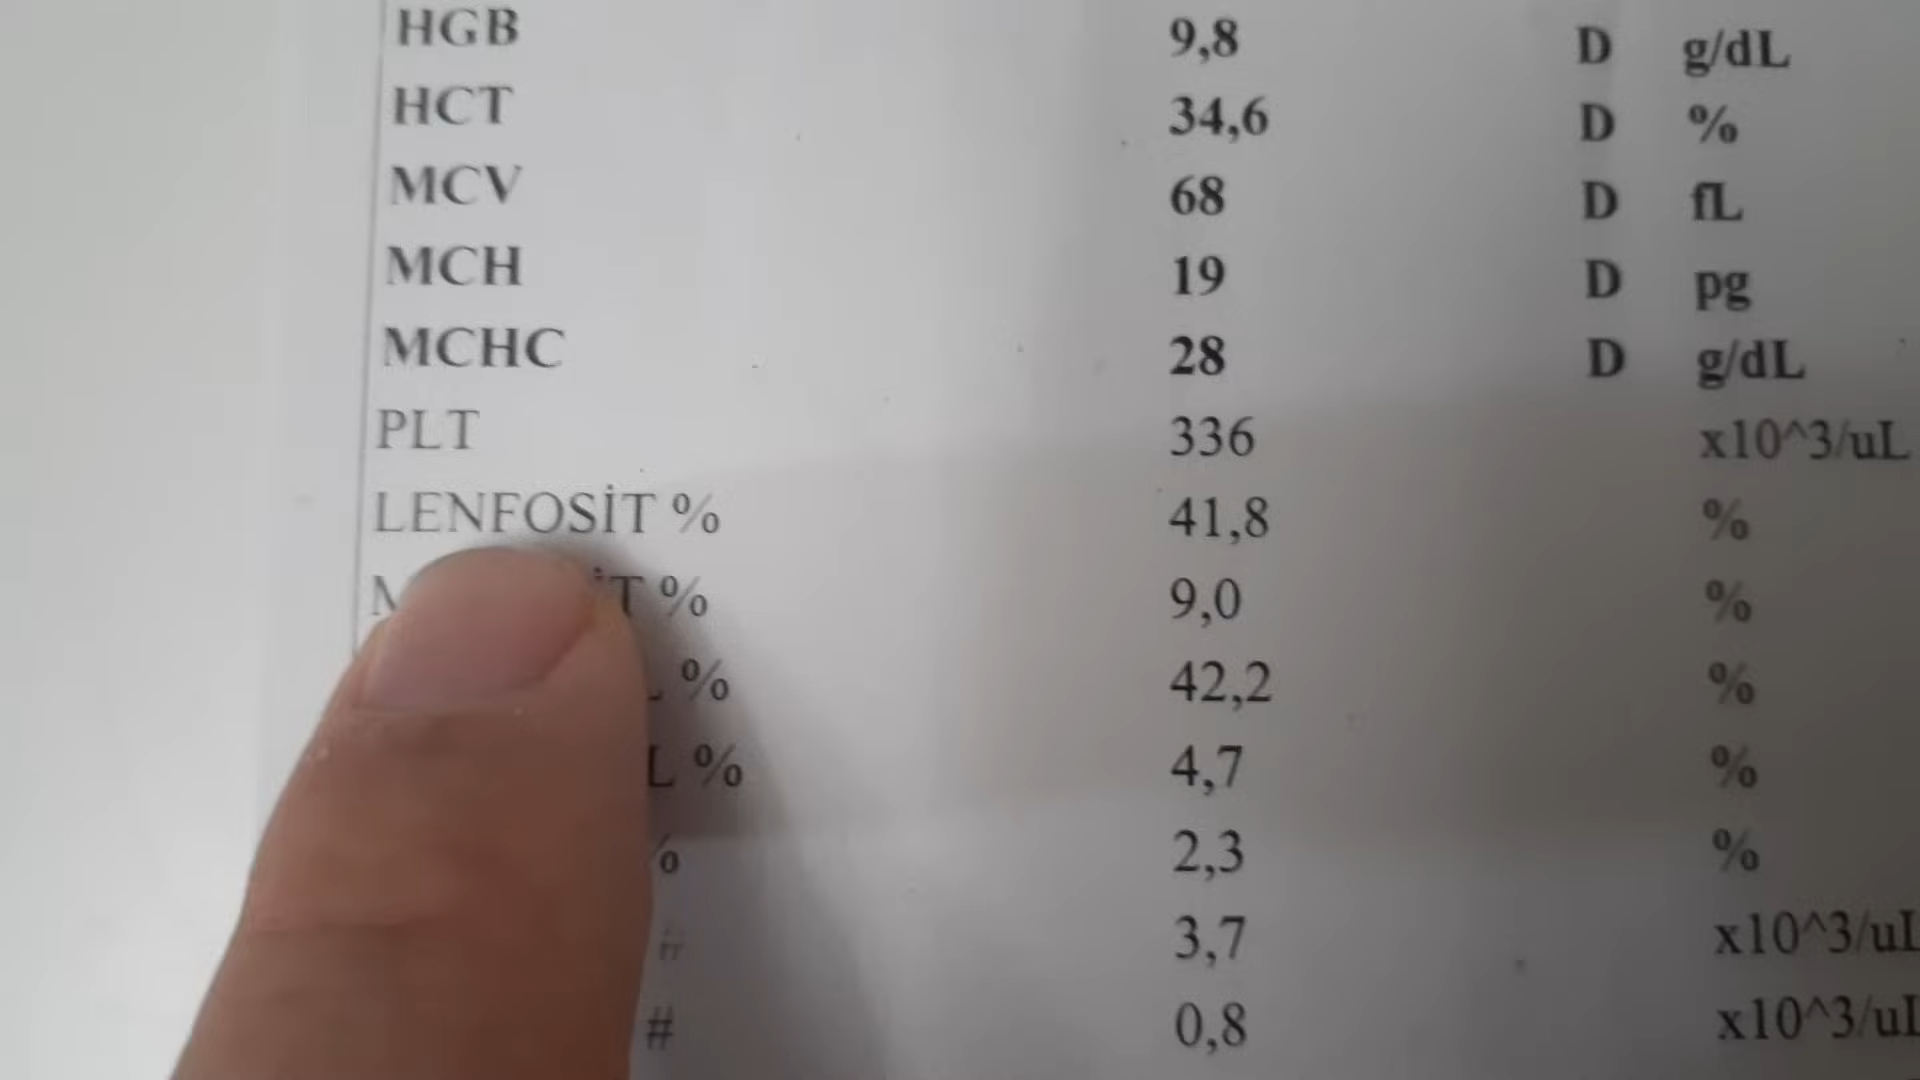 HGB 9,8 D g/dL
HCT 34,6 D %
MCV 68 D fL
MCH 19 D pg
MCHC 28 D g/dL
PLT 336 x10^3/uL
LENFOSİT % 41,8 %
% 9,0 %
% 42,2 %
% 4,7 %
% 2,3 %
# 3,7 x10^3/uL
# 0,8 x10^3/uL